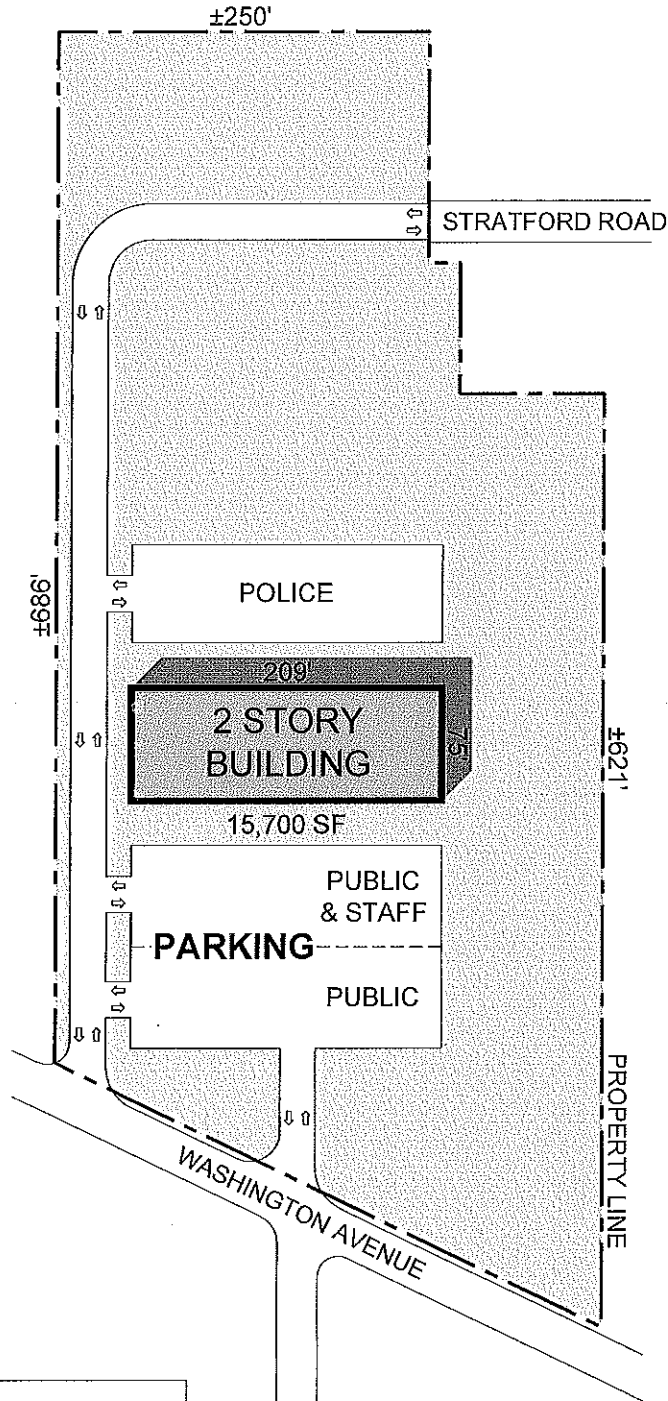 ±250'
STRATFORD ROAD
±686'
POLICE
209'
2 STORY
BUILDING
75'
15,700 SF
±621'
PUBLIC
& STAFF
PARKING
PUBLIC
PROPERTY LINE
WASHINGTON AVENUE